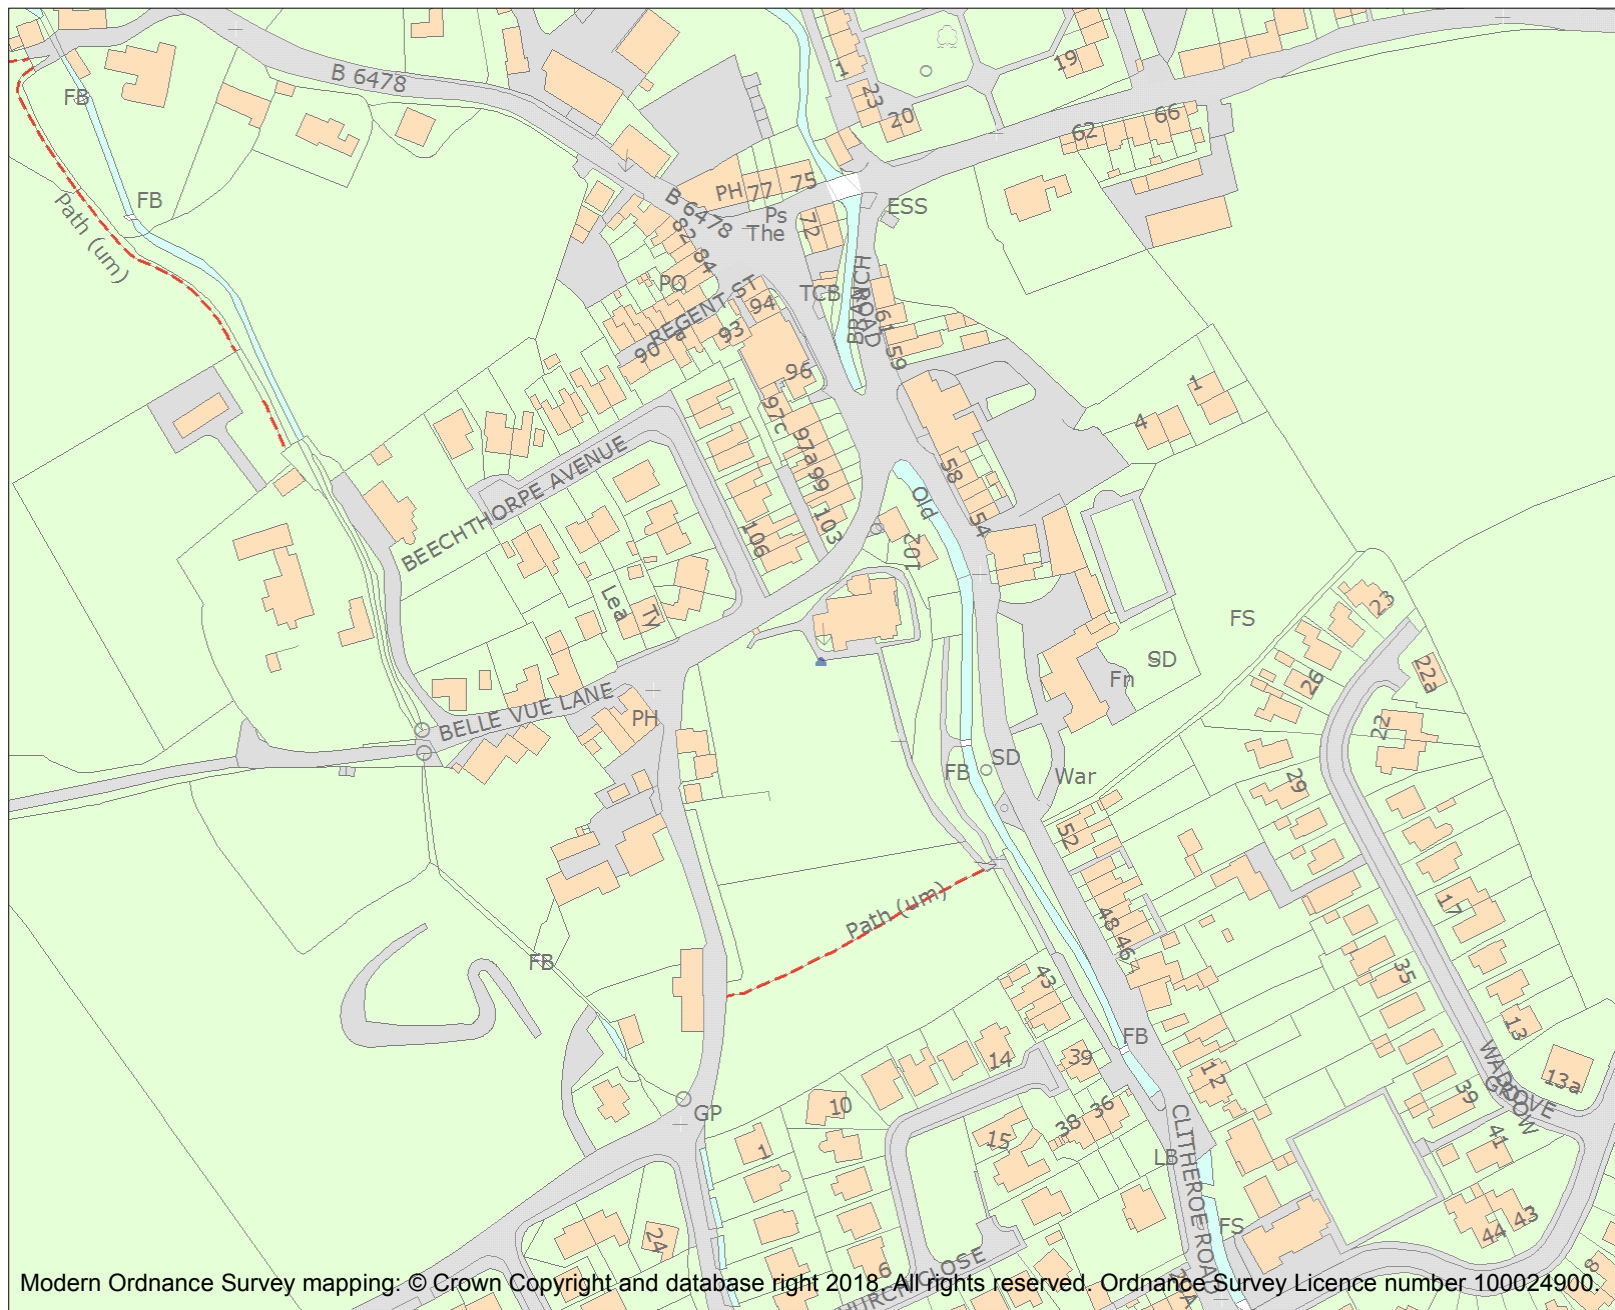 B 6478
FB
FB
Path (um)
1
23
20
19
62
66
PH
77
75
B 6478
Ps
The
72
ESS
82
84
PO
REGENT ST
94
TCB
BRANCH
ROAD
61
59
90
a
93
96
97c
97a
99
103
106
1
4
58
54
Old
102
BEECHTHORPE AVENUE
Lea
Ty
FS
SD
Fn
23
22a
26
22
29
BELLE VUE LANE
PH
FB
SD
War
52
48
46
17
35
Path (um)
FB
43
FB
14
39
13
13a
WADDOW
GROVE
39
41
12
10
GP
1
15
38
36
LB
CLITHEROE ROAD
FS
44
43
24
6
8
Modern Ordnance Survey mapping: © Crown Copyright and database right 2018. All rights reserved. Ordnance Survey Licence number 100024900.